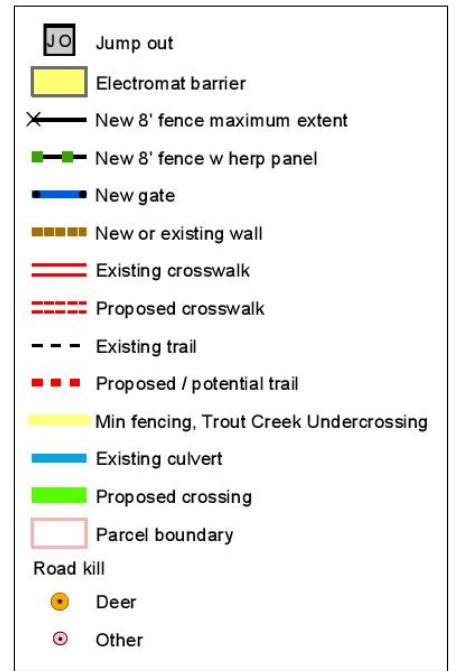 JO Jump out
Electromat barrier
New 8' fence maximum extent
New 8' fence w herp panel
New gate
New or existing wall
Existing crosswalk
Proposed crosswalk
Existing trail
Proposed / potential trail
Min fencing, Trout Creek Undercrossing
Existing culvert
Proposed crossing
Parcel boundary
Road kill
Deer
Other